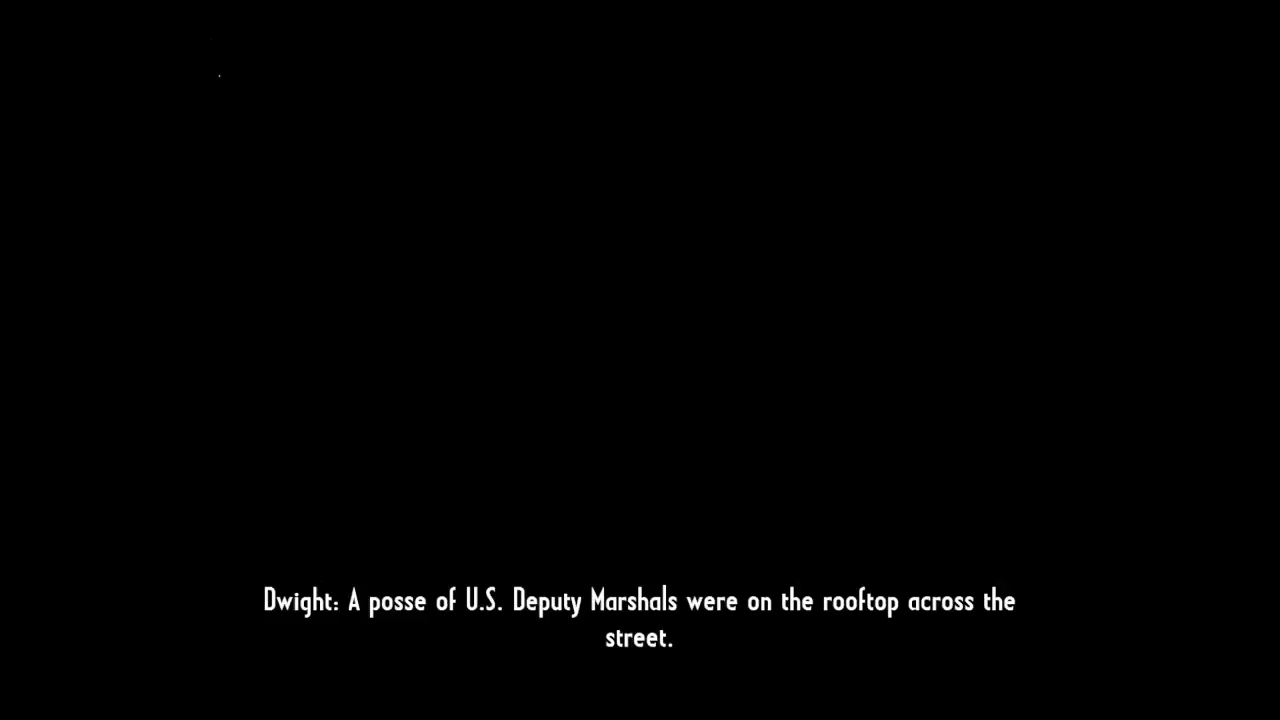 Dwight: A posse of U.S. Deputy Marshals were on the rooftop across the
street.